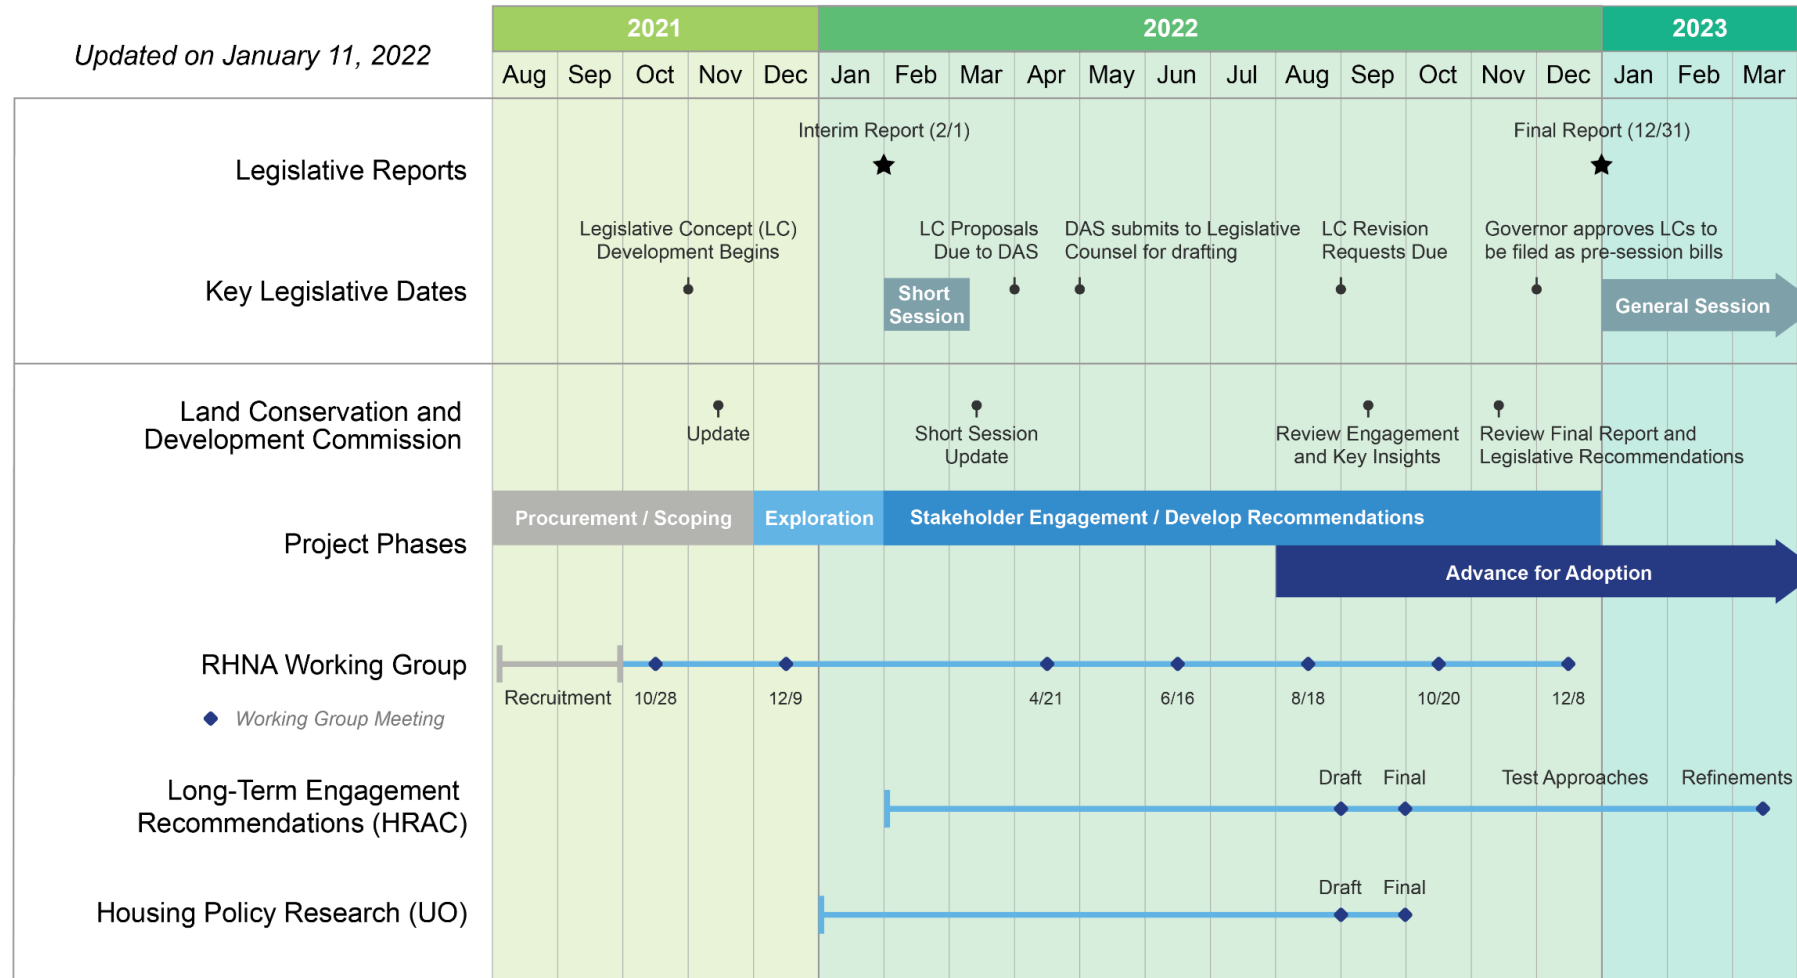 Updated on January 11, 2022
2021
2022
2023
Aug Sep Oct Nov Dec Jan Feb Mar Apr May Jun Jul Aug Sep Oct Nov Dec Jan Feb Mar
Legislative Reports
Interim Report (2/1)
Final Report (12/31)
Key Legislative Dates
Legislative Concept (LC)
Development Begins
Short
Session
LC Proposals
Due to DAS
DAS submits to Legislative
Counsel for drafting
LC Revision
Requests Due
Governor approves LCs to
be filed as pre-session bills
General Session
Land Conservation and
Development Commission
Update
Short Session
Update
Review Engagement
and Key Insights
Review Final Report and
Legislative Recommendations
Project Phases
Procurement / Scoping
Exploration
Stakeholder Engagement / Develop Recommendations
Advance for Adoption
RHNA Working Group
Working Group Meeting
Recruitment
10/28
12/9
4/21
6/16
8/18
10/20
12/8
Long-Term Engagement
Recommendations (HRAC)
Draft
Final
Test Approaches
Refinements
Housing Policy Research (UO)
Draft
Final